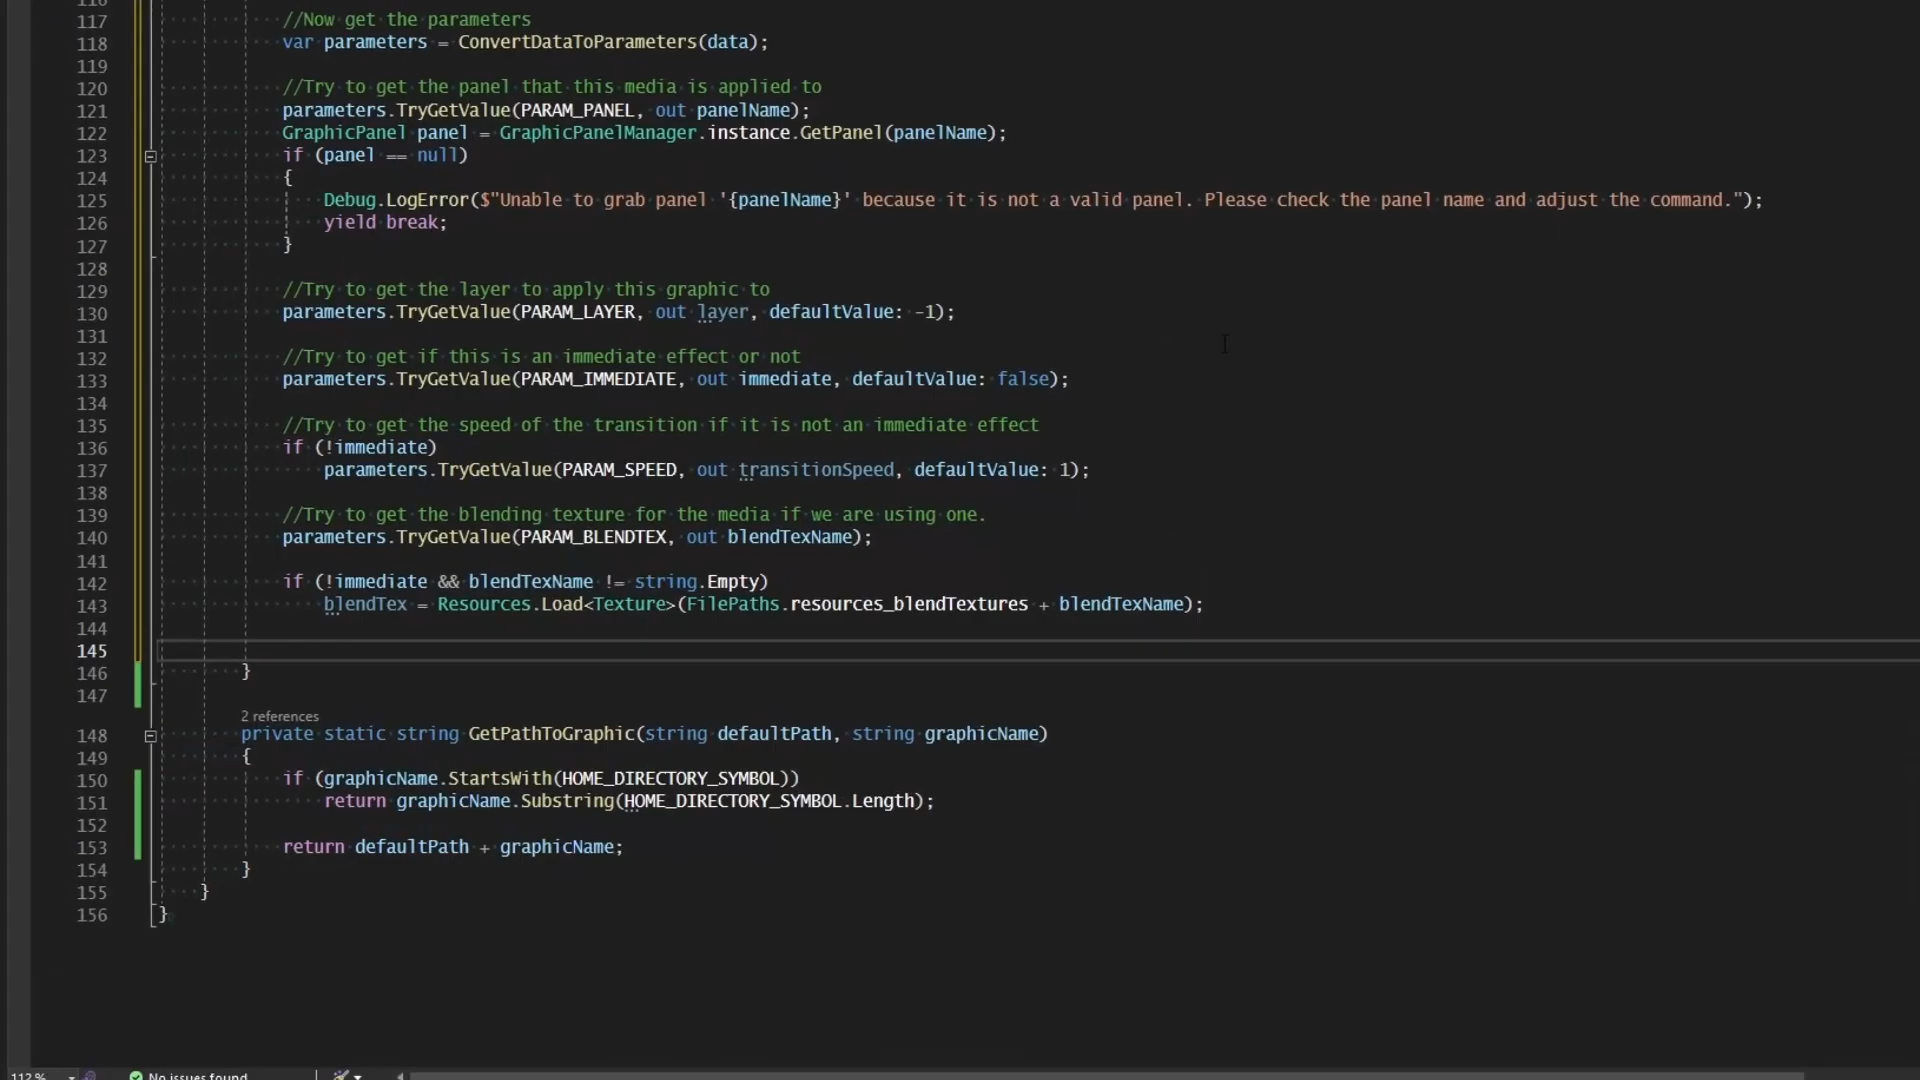 116
117 //Now get the parameters
118 var parameters = ConvertDataToParameters(data);
119
120 //Try to get the panel that this media is applied to
121 parameters.TryGetValue(PARAM_PANEL, out panelName);
122 GraphicPanel panel = GraphicPanelManager.instance.GetPanel(panelName);
123 if (panel == null)
124 {
125 Debug.LogError($"Unable to grab panel '{panelName}' because it is not a valid panel. Please check the panel name and adjust the command.");
126 yield break;
127 }
128
129 //Try to get the layer to apply this graphic to
130 parameters.TryGetValue(PARAM_LAYER, out layer, defaultValue: -1);
131
132 //Try to get if this is an immediate effect or not
133 parameters.TryGetValue(PARAM_IMMEDIATE, out immediate, defaultValue: false);
134
135 //Try to get the speed of the transition if it is not an immediate effect
136 if (!immediate)
137 parameters.TryGetValue(PARAM_SPEED, out transitionSpeed, defaultValue: 1);
138
139 //Try to get the blending texture for the media if we are using one.
140 parameters.TryGetValue(PARAM_BLENDTEX, out blendTexName);
141
142 if (!immediate && blendTexName != string.Empty)
143 blendTex = Resources.Load<Texture>(FilePaths.resources_blendTextures + blendTexName);
144
145
146 }
147
2 references
148 private static string GetPathToGraphic(string defaultPath, string graphicName)
149 {
150 if (graphicName.StartsWith(HOME_DIRECTORY_SYMBOL))
151 return graphicName.Substring(HOME_DIRECTORY_SYMBOL.Length);
152
153 return defaultPath + graphicName;
154 }
155 }
156 }
112 % No issues found